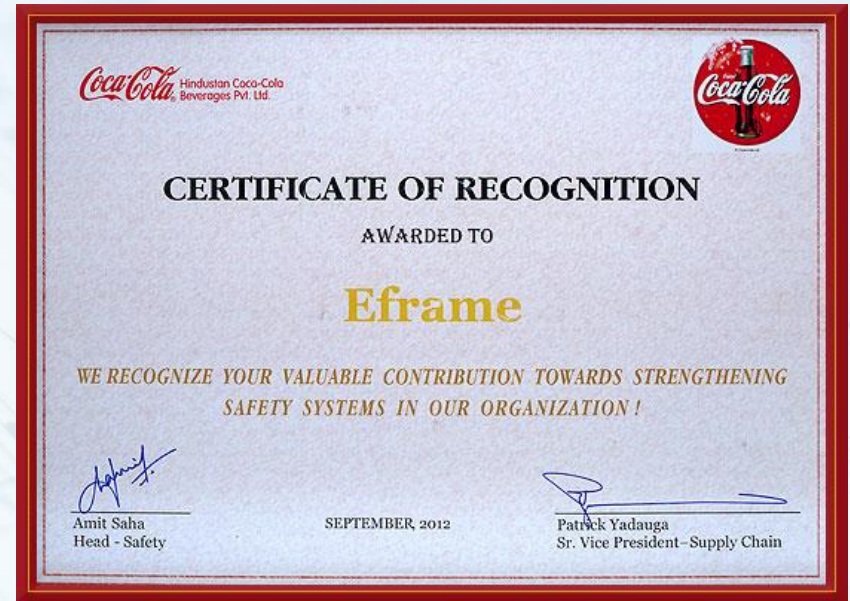 Coca-Cola
Hindustan Coca-Cola
Beverages Pvt. Ltd.
Coca-Cola
CERTIFICATE OF RECOGNITION
AWARDED TO
Eframe
WE RECOGNIZE YOUR VALUABLE CONTRIBUTION TOWARDS STRENGTHENING
SAFETY SYSTEMS IN OUR ORGANIZATION !
Amit Saha
Head - Safety
SEPTEMBER, 2012
Patrick Yadauga
Sr. Vice President–Supply Chain